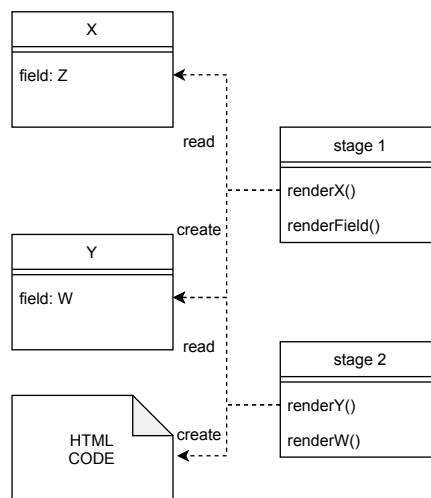 X
field: Z
read
stage 1
renderX()
renderField()
create
Y
field: W
read
stage 2
renderY()
renderW()
create
HTML
CODE